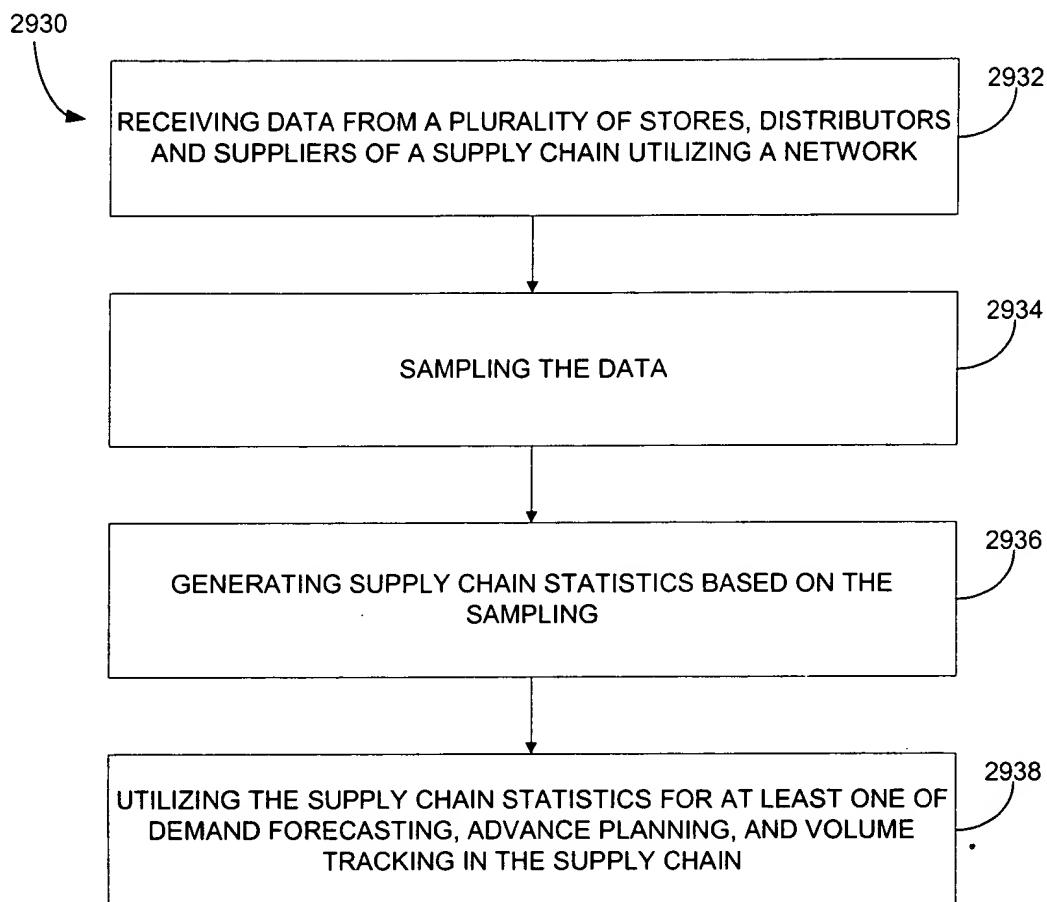 2930
2932
RECEIVING DATA FROM A PLURALITY OF STORES, DISTRIBUTORS
AND SUPPLIERS OF A SUPPLY CHAIN UTILIZING A NETWORK
2934
SAMPLING THE DATA
2936
GENERATING SUPPLY CHAIN STATISTICS BASED ON THE
SAMPLING
2938
UTILIZING THE SUPPLY CHAIN STATISTICS FOR AT LEAST ONE OF
DEMAND FORECASTING, ADVANCE PLANNING, AND VOLUME
TRACKING IN THE SUPPLY CHAIN